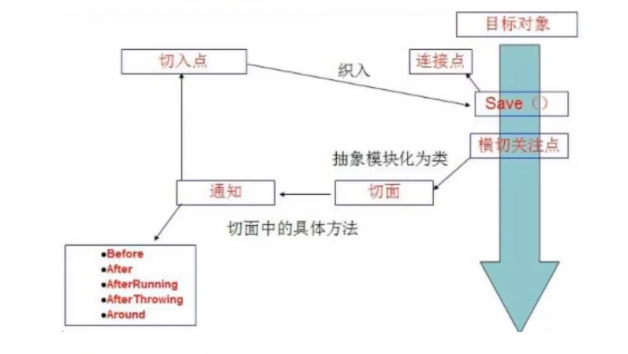 目标对象
切入点
织入
连接点
Save （）
横切关注点
抽象模块化为类
通知
切面
切面中的具体方法
●Before
●After
●AfterRunning
●AfterThrowing
●Around